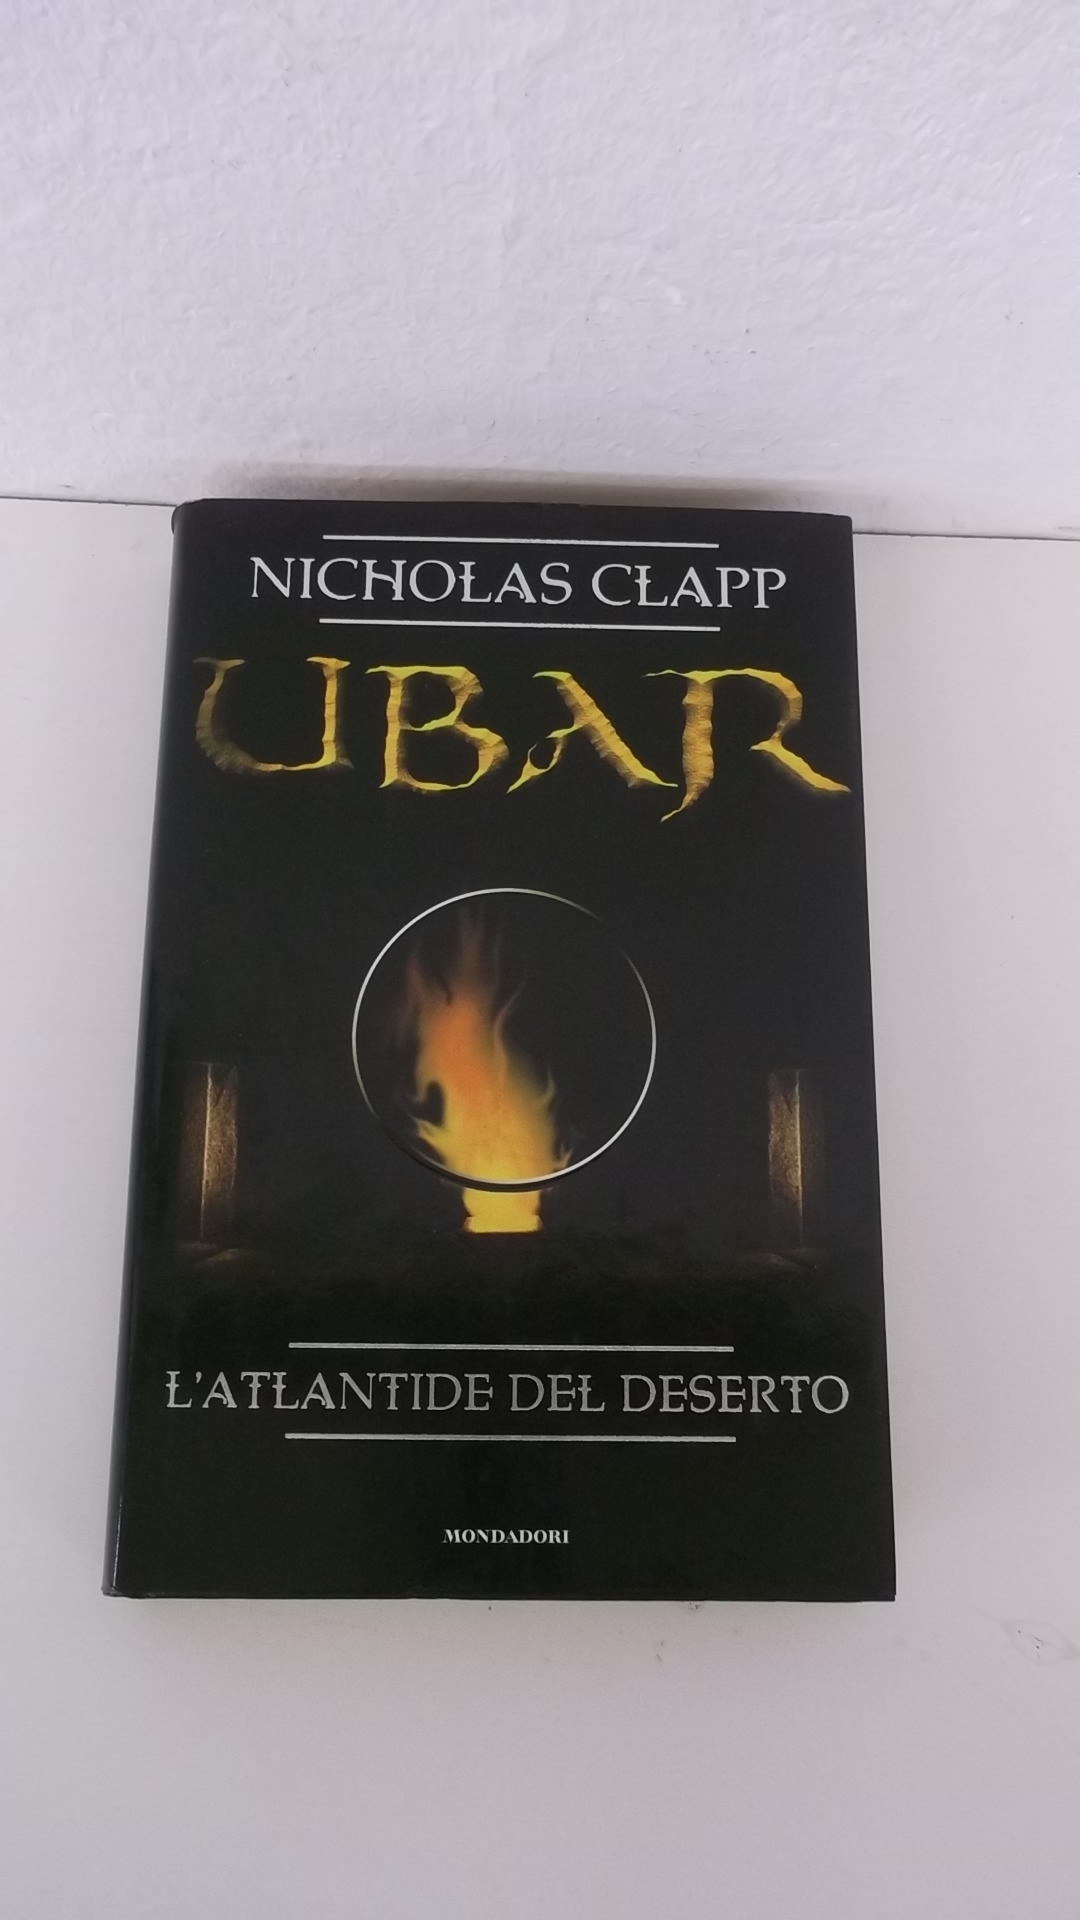 NICHOLAS CLAPP
UBAR
L'ATLANTIDE DEL DESERTO
MONDADORI